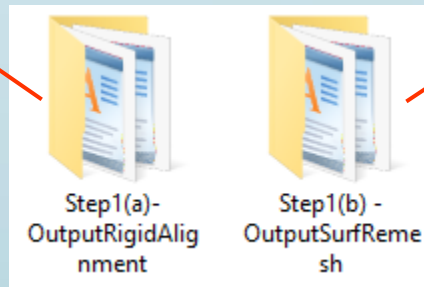 Step1(a)-
OutputRigidAlig
nment
Step1(b) -
OutputSurfReme
sh